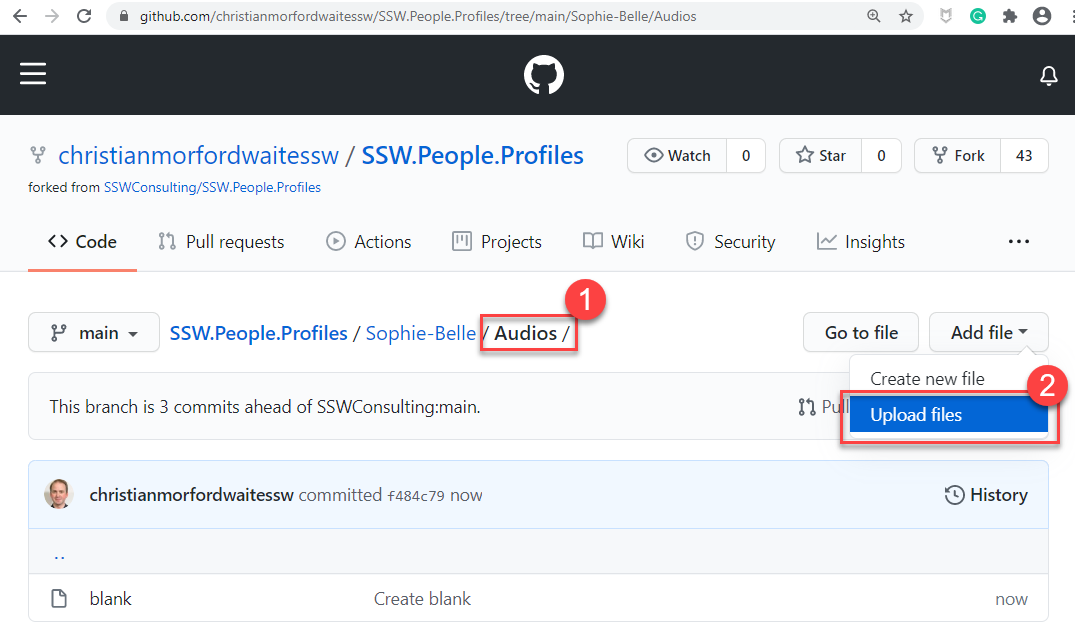 github.com/christianmorfordwaitessw/SSW.People.Profiles/tree/main/Sophie-Belle/Audios
christianmorfordwaitessw / SSW.People.Profiles
Watch 0 Star 0 Fork 43
forked from SSWConsulting/SSW.People.Profiles
Code Pull requests Actions Projects Wiki Security Insights ...
1
main SSW.People.Profiles / Sophie-Belle / Audios / Go to file Add file
Create new file
2
This branch is 3 commits ahead of SSWConsulting:main. Pull
Upload files
christianmorfordwaitessw committed f484c79 now History
..
blank Create blank now